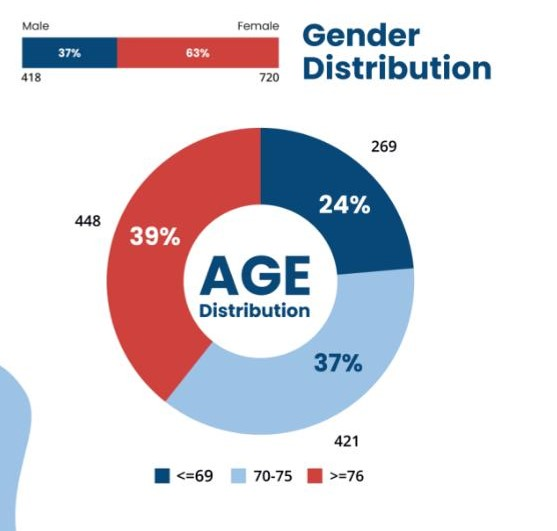 Male Female
37% 63%
418 720
Gender
Distribution
269
24%
448
39%
AGE
Distribution
37%
421
<=69 70-75 >=76